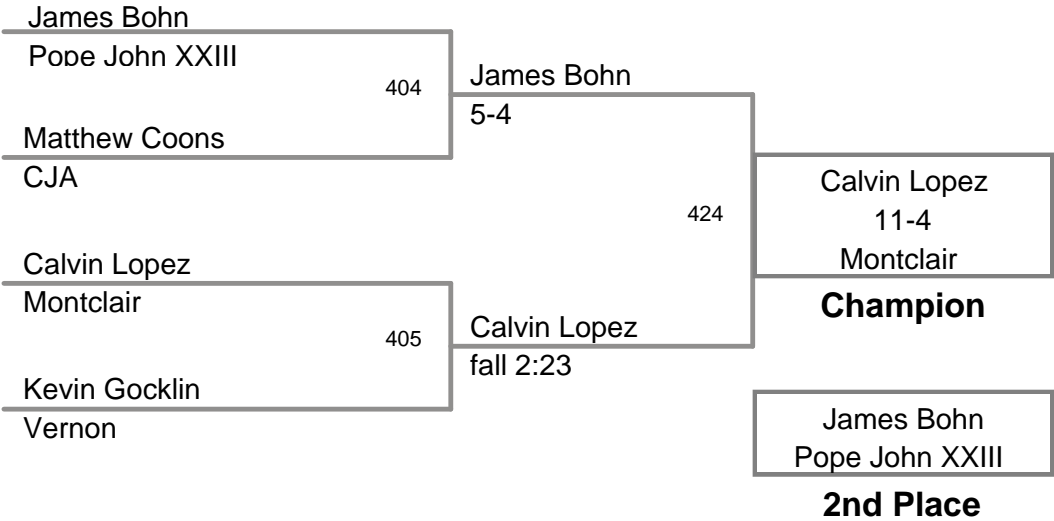 James Bohn
Pope John XXIII
404
Matthew Coons
CJA
James Bohn
5-4
Calvin Lopez
Montclair
405
Kevin Gocklin
Vernon
Calvin Lopez
fall 2:23
424
Calvin Lopez
11-4
Montclair
Champion
James Bohn
Pope John XXIII
2nd Place